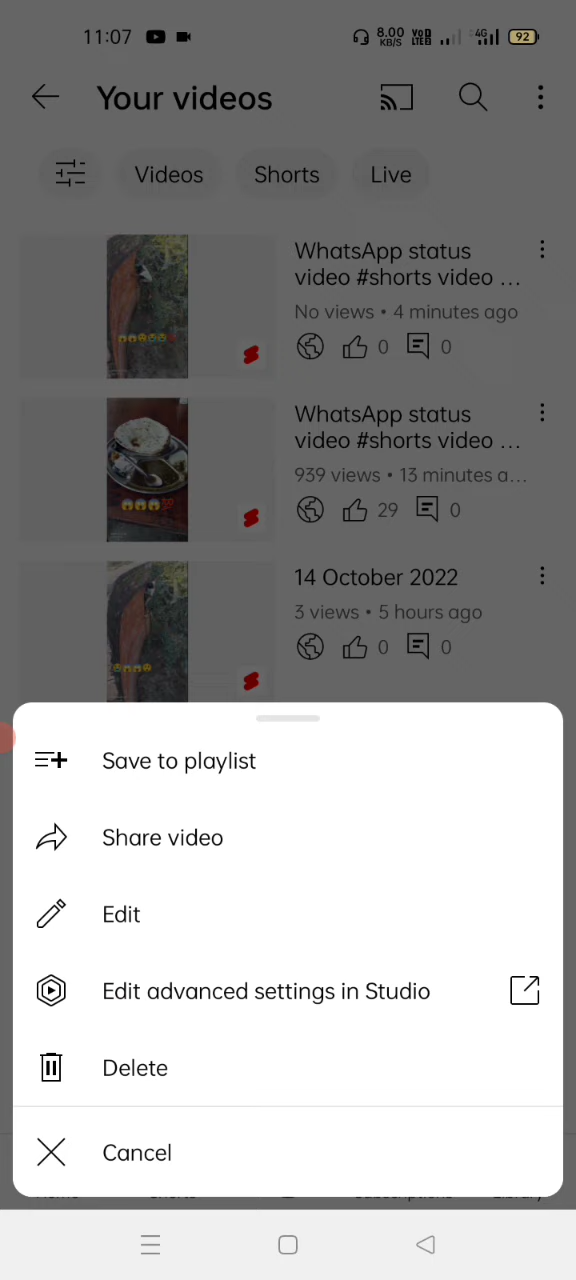 11:07 8.00 KB/S VoD LTE 2 4G 92
Your videos
Videos Shorts Live
WhatsApp status
video #shorts video ...
No views • 4 minutes ago
0 0
WhatsApp status
video #shorts video ...
939 views • 13 minutes a...
29 0
14 October 2022
3 views • 5 hours ago
0 0
Save to playlist
Share video
Edit
Edit advanced settings in Studio
Delete
Cancel